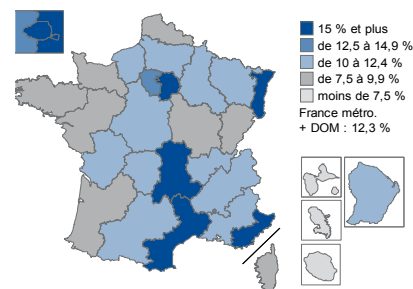 15 % et plus
de 12,5 à 14,9 %
de 10 à 12,4 %
de 7,5 à 9,9 %
moins de 7,5 %
France métro.
+ DOM : 12,3 %